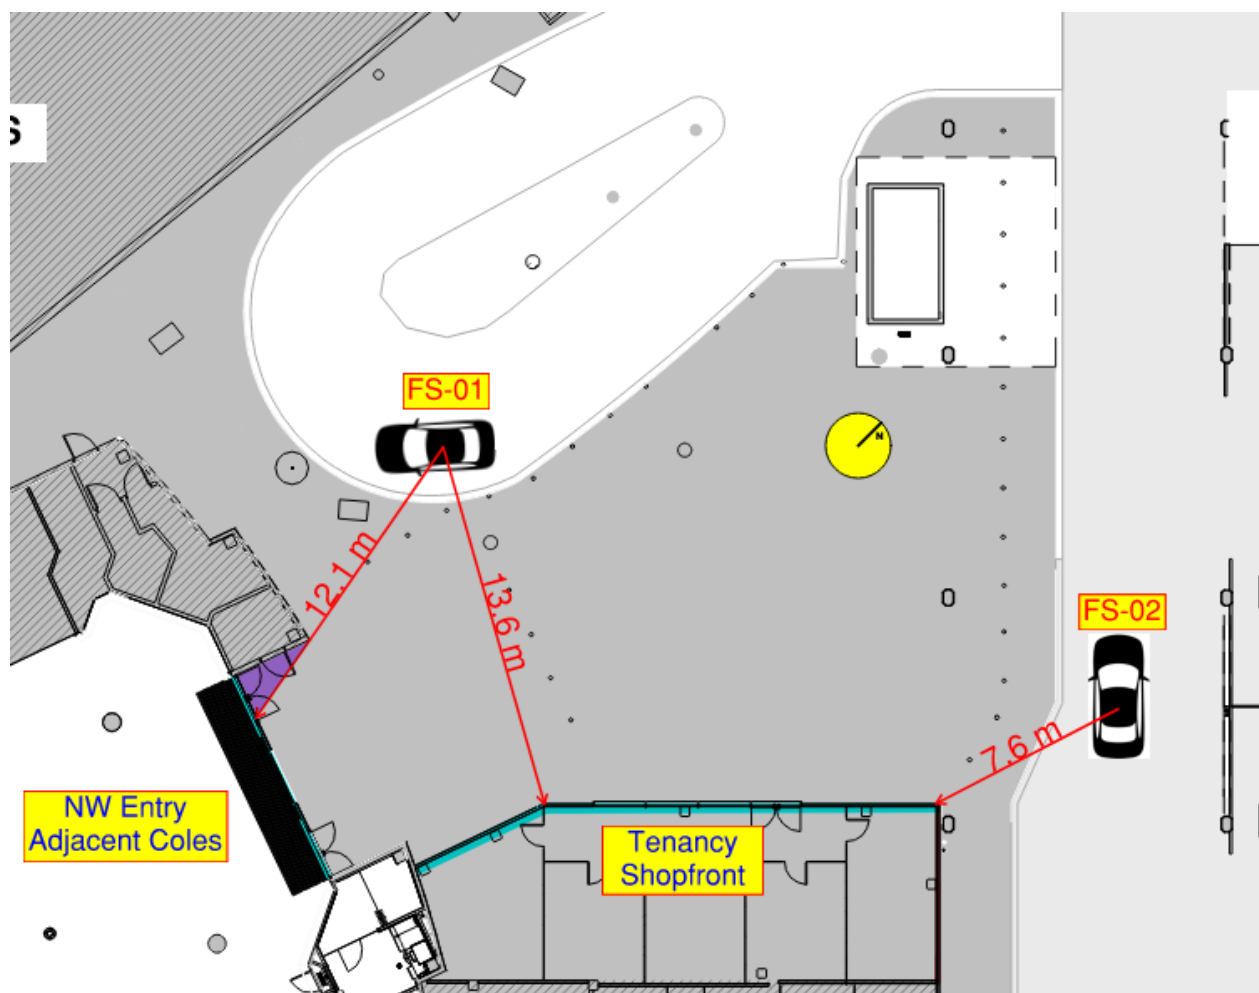 S
FS-01
N
12.1 m
13.6 m
FS-02
7.6 m
NW Entry
Adjacent Coles
Tenancy
Shopfront